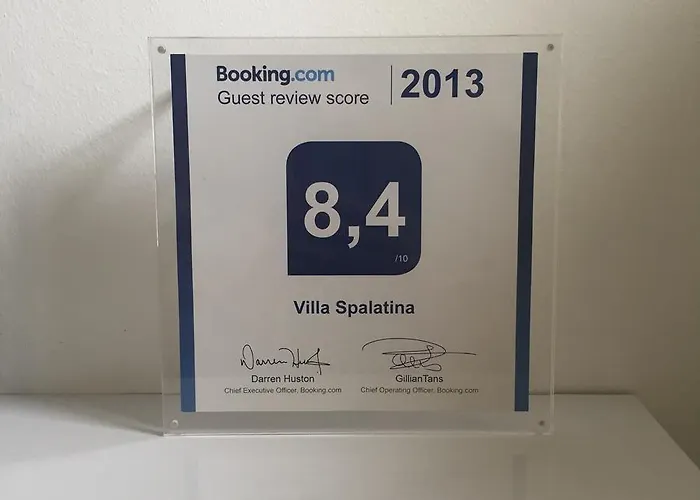 Booking.com
Guest review score
2013
8,4
/10
Villa Spalatina
Darren Huston
Chief Executive Officer, Booking.com
GillianTans
Chief Operating Officer, Booking.com